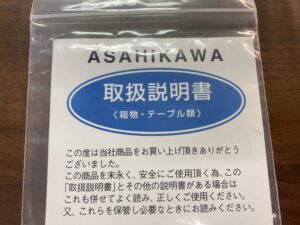 ASAHIKAWA
取扱説明書
〈箱物・テーブル類〉
この度は当社商品をお買い上げ頂きありがとう
ございました。
この商品を末永く、安全にご使用頂く為、この
「取扱説明書」とその他の説明書がある場合は
これも併せてよく読み、正しくご使用ください。
又、これらを保管し必要なときにお読みください。